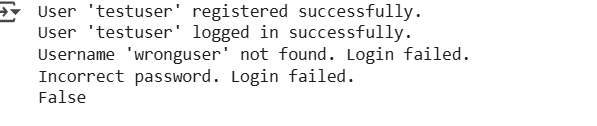 User 'testuser' registered successfully.
User 'testuser' logged in successfully.
Username 'wronguser' not found. Login failed.
Incorrect password. Login failed.
False